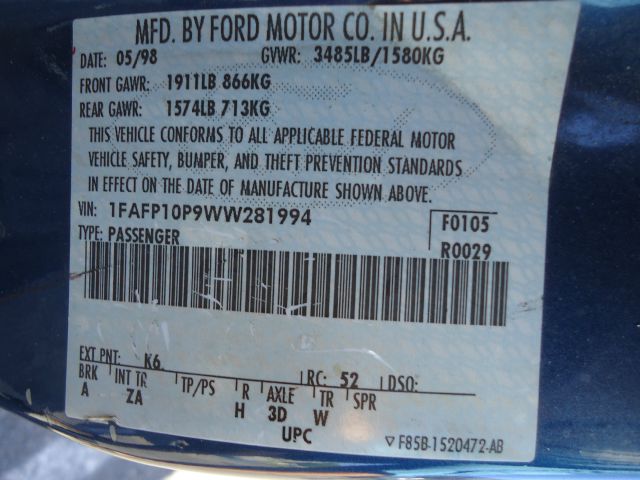 MFD. BY FORD MOTOR CO. IN U.S.A.
DATE: 05/98 GVWR: 3485LB/1580KG
FRONT GAWR: 1911LB 866KG
REAR GAWR: 1574LB 713KG
THIS VEHICLE CONFORMS TO ALL APPLICABLE FEDERAL MOTOR
VEHICLE SAFETY, BUMPER, AND THEFT PREVENTION STANDARDS
IN EFFECT ON THE DATE OF MANUFACTURE SHOWN ABOVE.
VIN: 1FAFP10P9WW281994 F0105
TYPE: PASSENGER R0029
EXT PNT: K6 RC: 52 DSO:
BRK INT TR TP/PS R AXLE TR SPR
A ZA H 3D W
UPC ▽F85B-1520472-AB